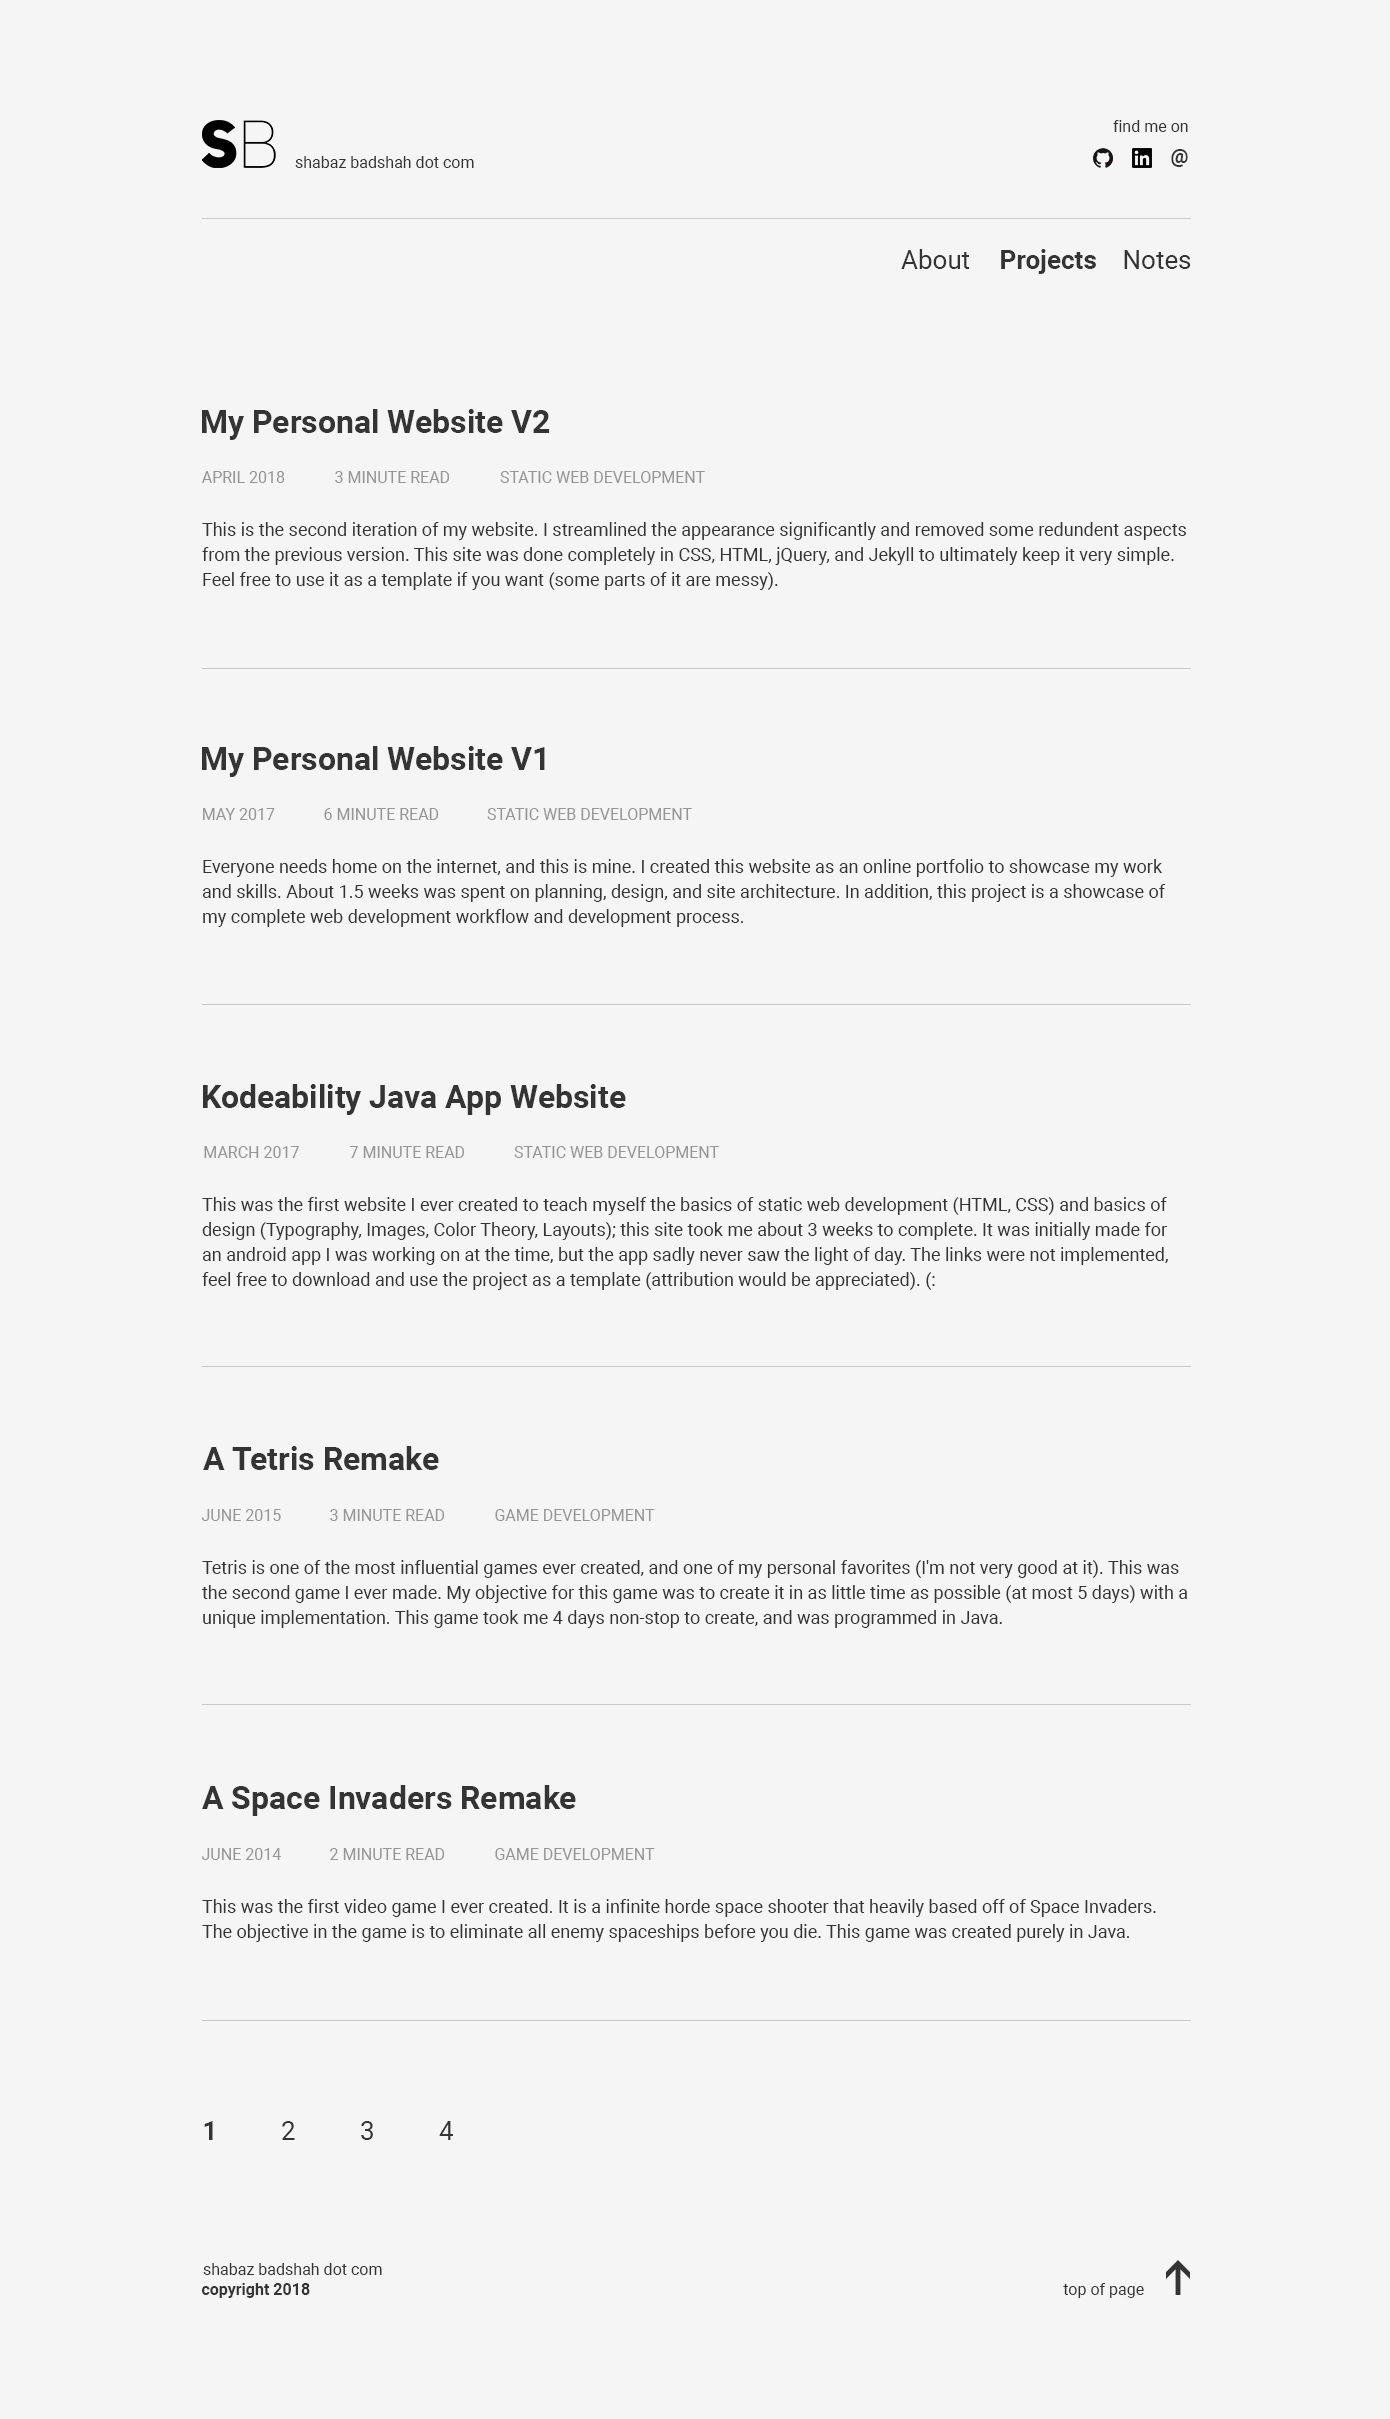 SB
shabaz badshah dot com
find me on
in @
About Projects Notes
My Personal Website V2
APRIL 2018 3 MINUTE READ STATIC WEB DEVELOPMENT
This is the second iteration of my website. I streamlined the appearance significantly and removed some redundent aspects
from the previous version. This site was done completely in CSS, HTML, jQuery, and Jekyll to ultimately keep it very simple.
Feel free to use it as a template if you want (some parts of it are messy).
My Personal Website V1
MAY 2017 6 MINUTE READ STATIC WEB DEVELOPMENT
Everyone needs home on the internet, and this is mine. I created this website as an online portfolio to showcase my work
and skills. About 1.5 weeks was spent on planning, design, and site architecture. In addition, this project is a showcase of
my complete web development workflow and development process.
Kodeability Java App Website
MARCH 2017 7 MINUTE READ STATIC WEB DEVELOPMENT
This was the first website I ever created to teach myself the basics of static web development (HTML, CSS) and basics of
design (Typography, Images, Color Theory, Layouts); this site took me about 3 weeks to complete. It was initially made for
an android app I was working on at the time, but the app sadly never saw the light of day. The links were not implemented,
feel free to download and use the project as a template (attribution would be appreciated). (:
A Tetris Remake
JUNE 2015 3 MINUTE READ GAME DEVELOPMENT
Tetris is one of the most influential games ever created, and one of my personal favorites (I'm not very good at it). This was
the second game I ever made. My objective for this game was to create it in as little time as possible (at most 5 days) with a
unique implementation. This game took me 4 days non-stop to create, and was programmed in Java.
A Space Invaders Remake
JUNE 2014 2 MINUTE READ GAME DEVELOPMENT
This was the first video game I ever created. It is a infinite horde space shooter that heavily based off of Space Invaders.
The objective in the game is to eliminate all enemy spaceships before you die. This game was created purely in Java.
1 2 3 4
shabaz badshah dot com
copyright 2018
top of page